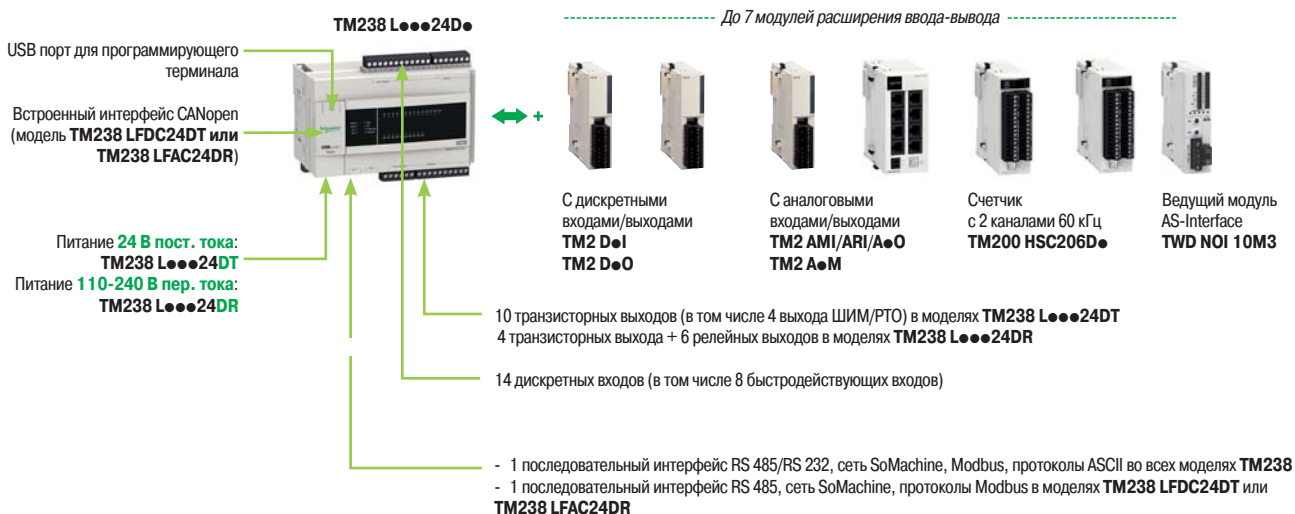 TM238 L●●●24D●
До 7 модулей расширения ввода-вывода
USB порт для программирующего
терминала
Встроенный интерфейс CANopen
(модель TM238 LFDC24DT или
TM238 LFAC24DR)
+
С дискретными
входами/выходами
TM2 D●I
TM2 D●O
С аналоговыми
входами/выходами
TM2 AMI/ARI/A●O
TM2 A●M
Счетчик
с 2 каналами 60 кГц
TM200 HSC206D●
Ведущий модуль
AS-Interface
TWD NOI 10M3
Питание 24 В пост. тока:
TM238 L●●●24DT
Питание 110-240 В пер. тока:
TM238 L●●●24DR
10 транзисторных выходов (в том числе 4 выхода ШИМ/PTO) в моделях TM238 L●●●24DT
4 транзисторных выхода + 6 релейных выходов в моделях TM238 L●●●24DR
14 дискретных входов (в том числе 8 быстродействующих входов)
- 1 последовательный интерфейс RS 485/RS 232, сеть SoMachine, Modbus, протоколы ASCII во всех моделях TM238
- 1 последовательный интерфейс RS 485, сеть SoMachine, протоколы Modbus в моделях TM238 LFDC24DT или
TM238 LFAC24DR